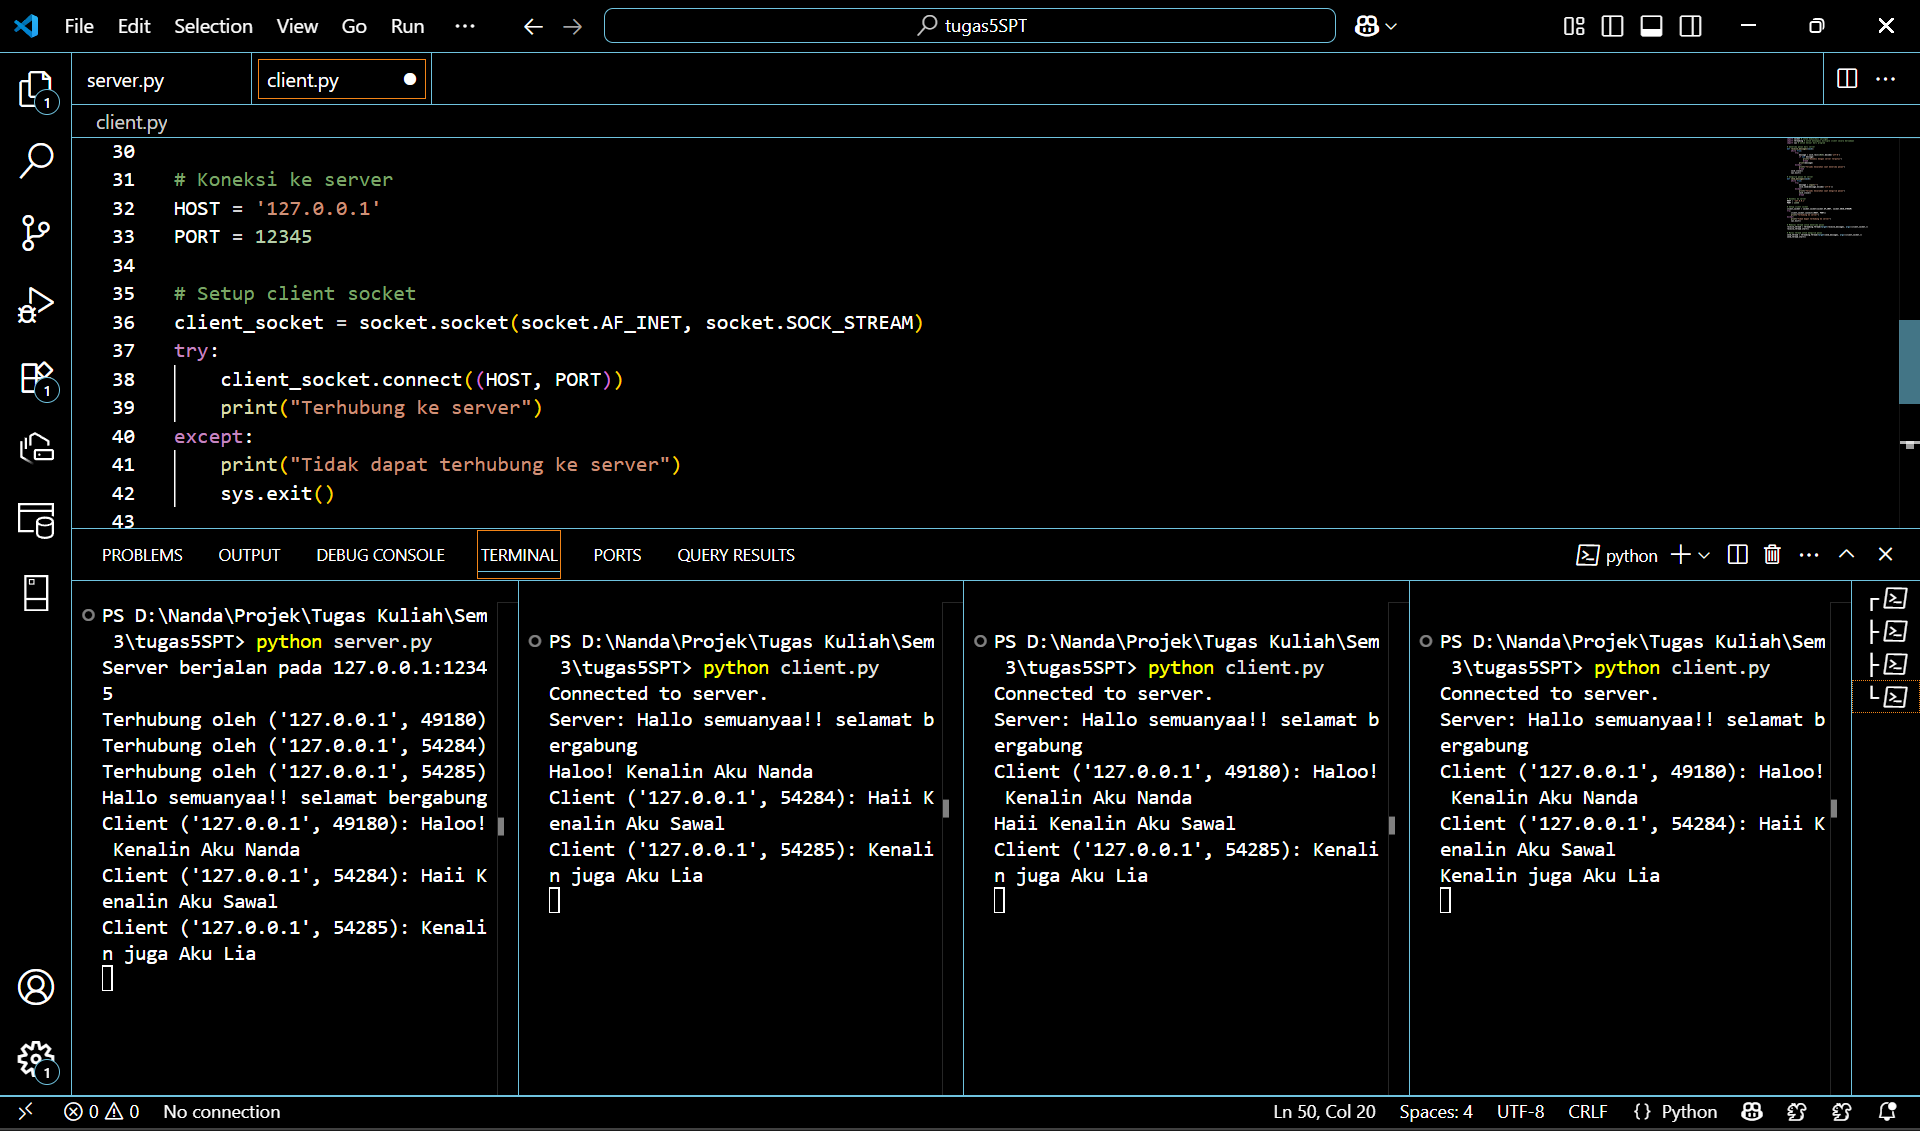 File Edit Selection View Go Run ··· tugas5SPT
server.py client.py
client.py
30
31 # Koneksi ke server
32 HOST = '127.0.0.1'
33 PORT = 12345
34
35 # Setup client socket
36 client_socket = socket.socket(socket.AF_INET, socket.SOCK_STREAM)
37 try:
38 client_socket.connect((HOST, PORT))
39 print("Terhubung ke server")
40 except:
41 print("Tidak dapat terhubung ke server")
42 sys.exit()
43
1
1
1
PROBLEMS OUTPUT DEBUG CONSOLE TERMINAL PORTS QUERY RESULTS python
PS D:\Nanda\Projek\Tugas Kuliah\Sem
3\tugas5SPT> python server.py
Server berjalan pada 127.0.0.1:1234
5
Terhubung oleh ('127.0.0.1', 49180)
Terhubung oleh ('127.0.0.1', 54284)
Terhubung oleh ('127.0.0.1', 54285)
Hallo semuanyaa!! selamat bergabung
Client ('127.0.0.1', 49180): Haloo!
Kenalin Aku Nanda
Client ('127.0.0.1', 54284): Haii K
enalin Aku Sawal
Client ('127.0.0.1', 54285): Kenali
n juga Aku Lia
PS D:\Nanda\Projek\Tugas Kuliah\Sem
3\tugas5SPT> python client.py
Connected to server.
Server: Hallo semuanyaa!! selamat b
ergabung
Haloo! Kenalin Aku Nanda
Client ('127.0.0.1', 54284): Haii K
enalin Aku Sawal
Client ('127.0.0.1', 54285): Kenali
n juga Aku Lia
PS D:\Nanda\Projek\Tugas Kuliah\Sem
3\tugas5SPT> python client.py
Connected to server.
Server: Hallo semuanyaa!! selamat b
ergabung
Client ('127.0.0.1', 49180): Haloo!
Kenalin Aku Nanda
Haii Kenalin Aku Sawal
Client ('127.0.0.1', 54285): Kenali
n juga Aku Lia
PS D:\Nanda\Projek\Tugas Kuliah\Sem
3\tugas5SPT> python client.py
Connected to server.
Server: Hallo semuanyaa!! selamat b
ergabung
Client ('127.0.0.1', 49180): Haloo!
Kenalin Aku Nanda
Client ('127.0.0.1', 54284): Haii K
enalin Aku Sawal
Kenalin juga Aku Lia
0 0 No connection Ln 50, Col 20 Spaces: 4 UTF-8 CRLF {} Python